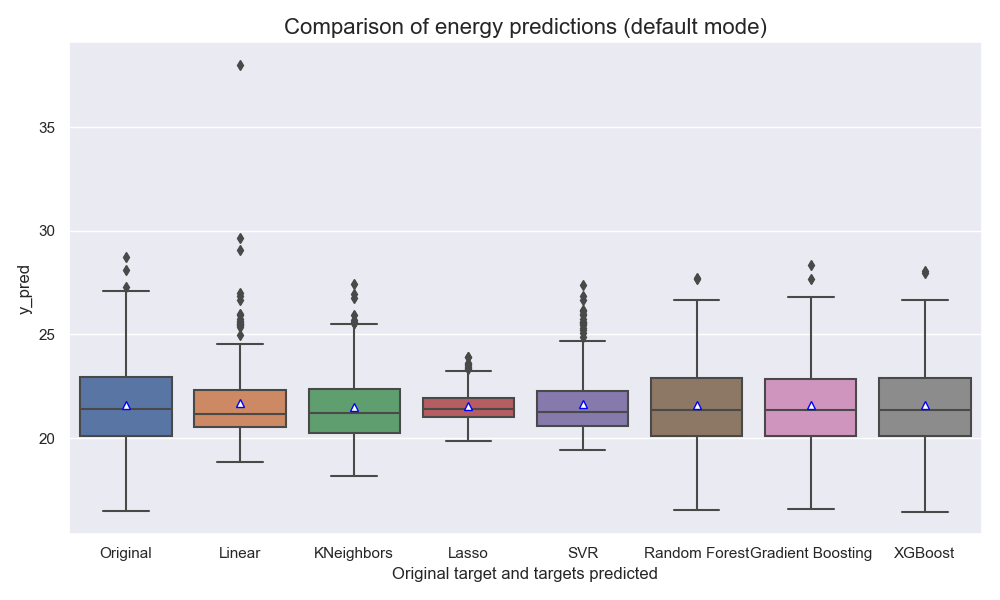 Comparison of energy predictions (default mode)
y_pred
35
30
25
20
Original Linear KNeighbors Lasso SVR Random Forest Gradient Boosting XGBoost
Original target and targets predicted